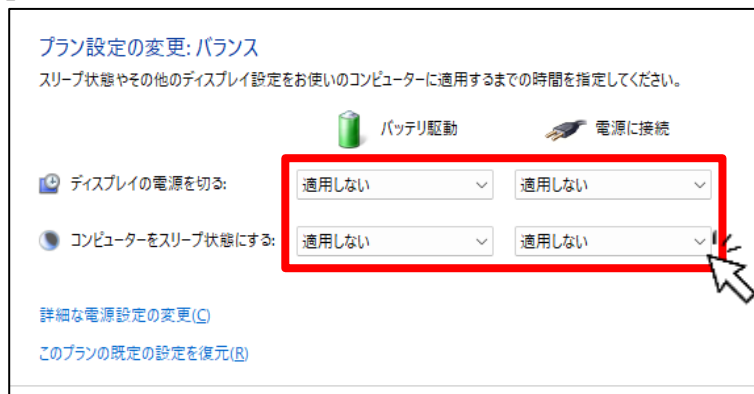 プラン設定の変更: バランス
スリープ状態やその他のディスプレイ設定をお使いのコンピューターに適用するまでの時間を指定してください。
バッテリ駆動 電源に接続
ディスプレイの電源を切る: 適用しない 適用しない
コンピューターをスリープ状態にする: 適用しない 適用しない
詳細な電源設定の変更(C)
このプランの既定の設定を復元(R)